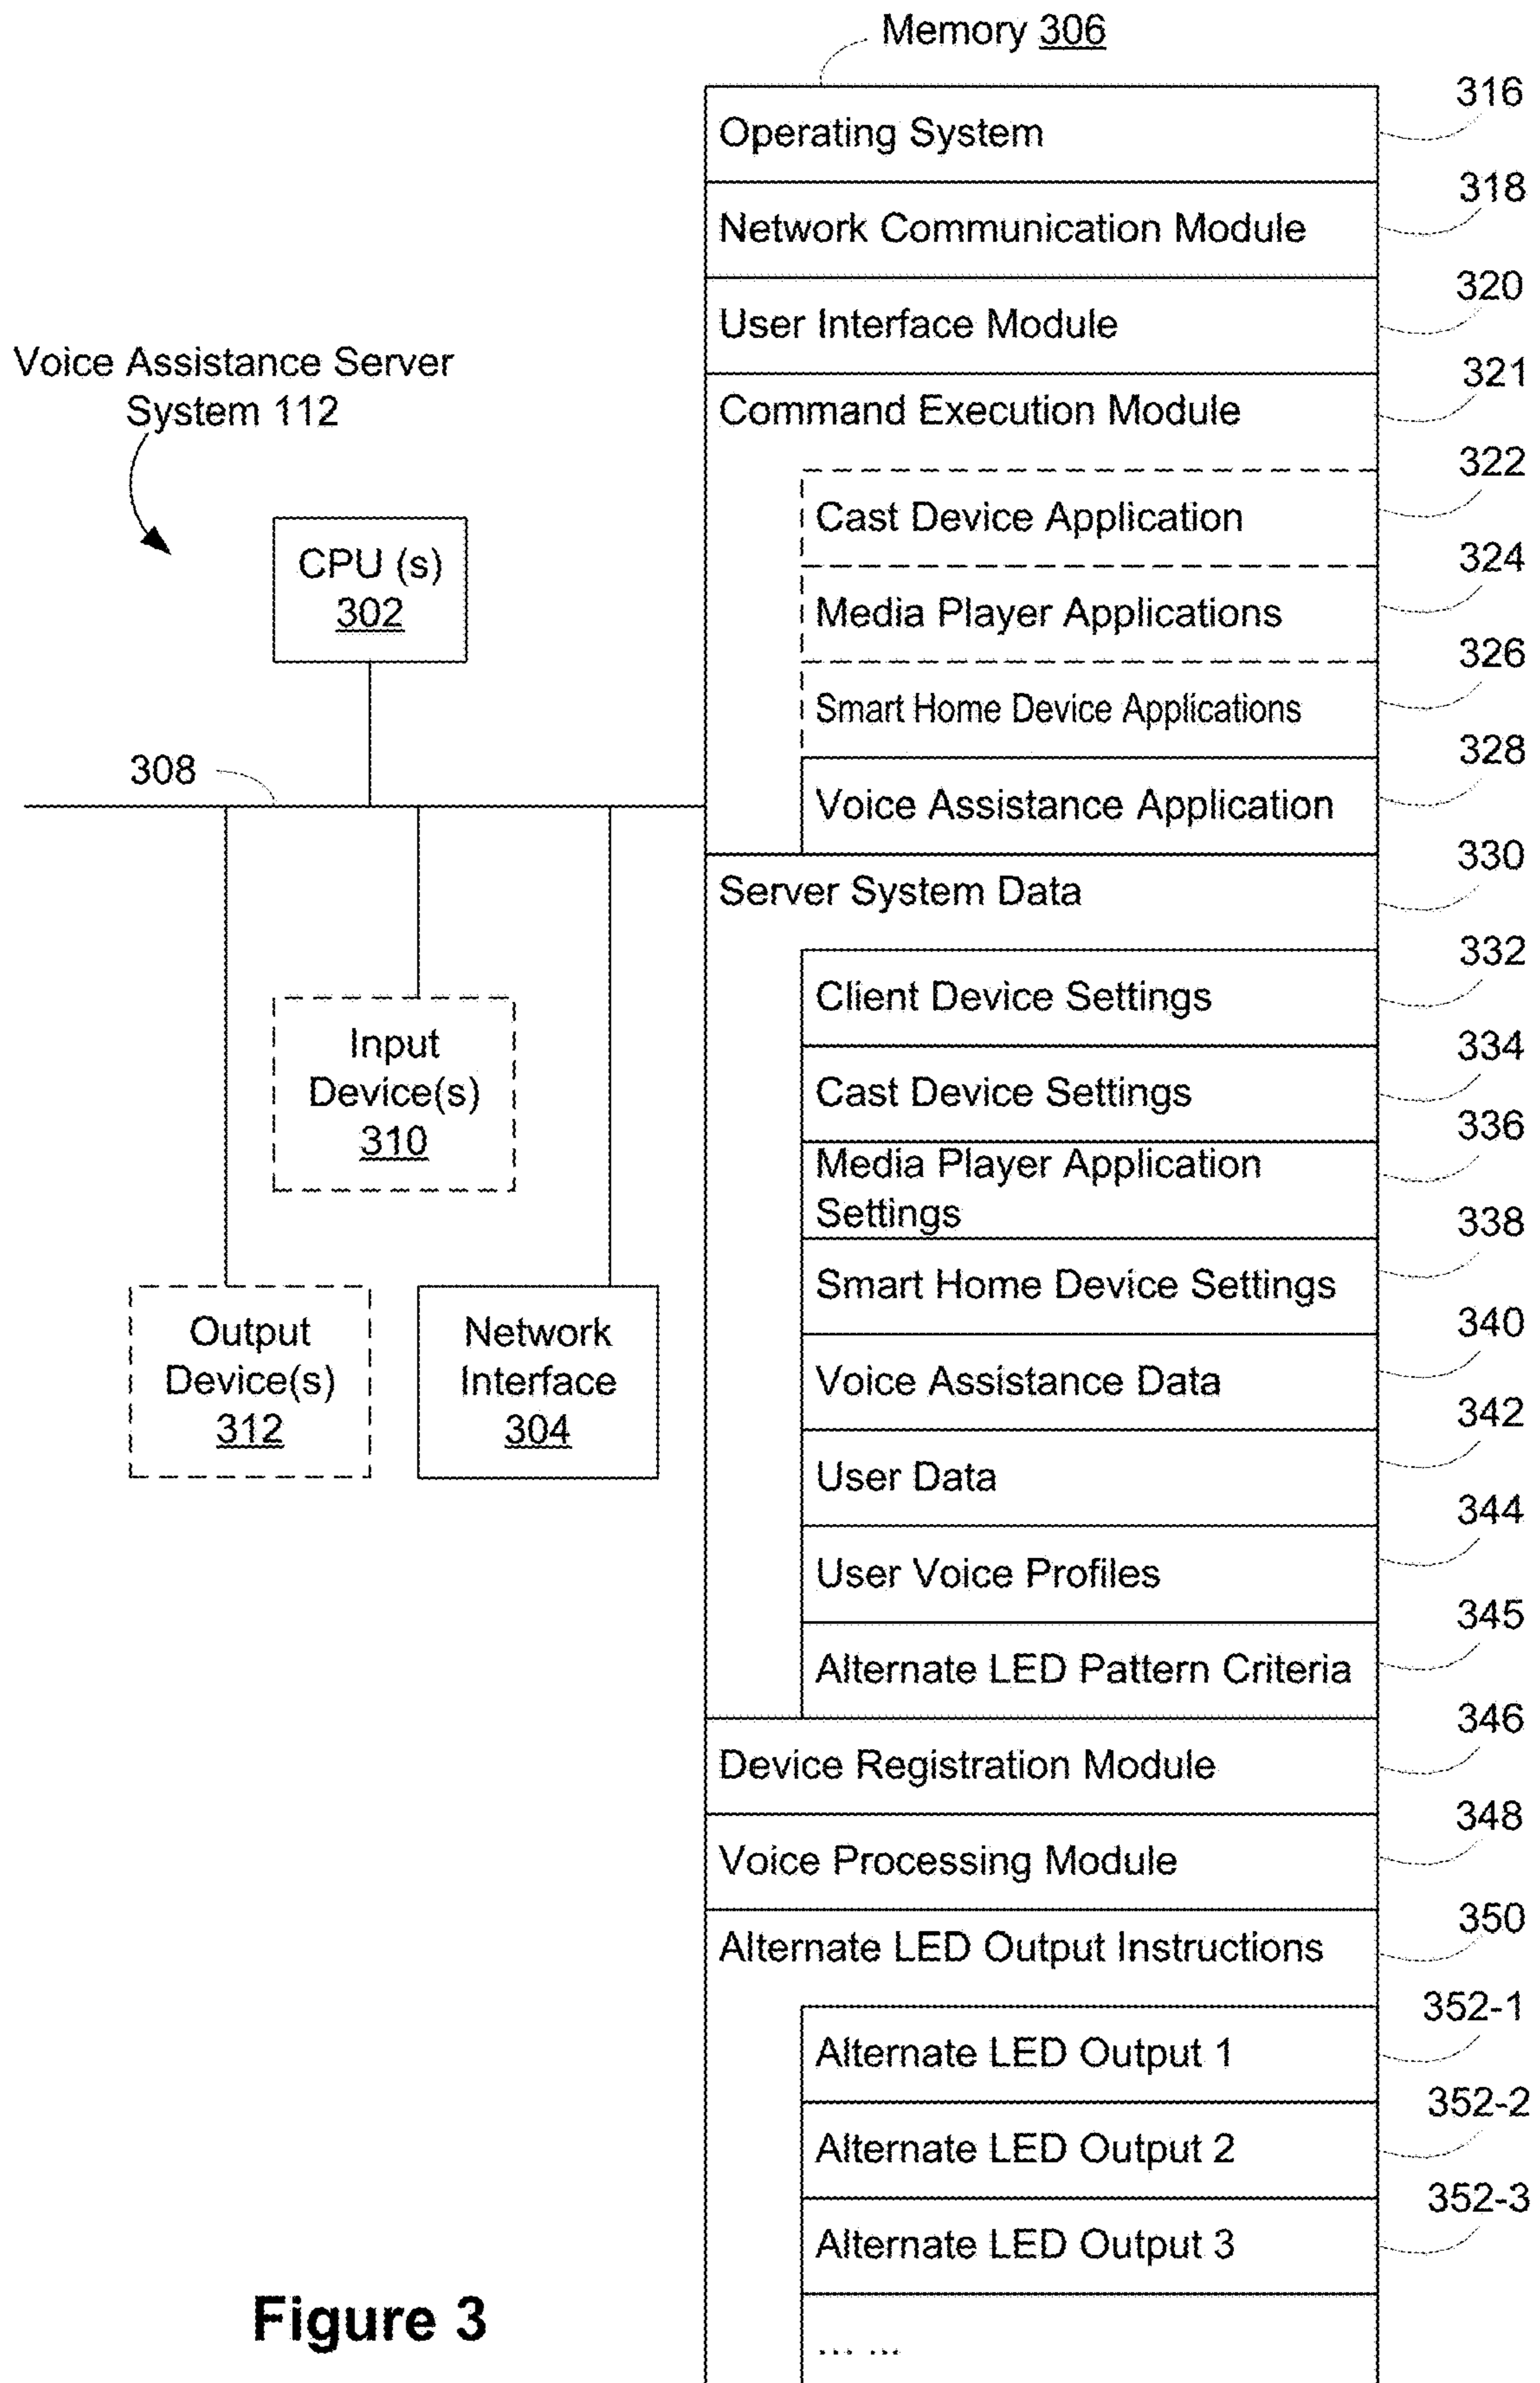 Memory 306
316
Operating System
318
Network Communication Module
320
User Interface Module
321
Command Execution Module
322
Cast Device Application
324
Media Player Applications
326
Smart Home Device Applications
328
Voice Assistance Application
330
Server System Data
332
Client Device Settings
334
Cast Device Settings
336
Media Player Application
Settings
338
Smart Home Device Settings
340
Voice Assistance Data
342
User Data
344
User Voice Profiles
345
Alternate LED Pattern Criteria
346
Device Registration Module
348
Voice Processing Module
350
Alternate LED Output Instructions
352-1
Alternate LED Output 1
352-2
Alternate LED Output 2
352-3
Alternate LED Output 3
... ...
Voice Assistance Server
System 112
CPU (s)
302
308
Input
Device(s)
310
Output
Device(s)
312
Network
Interface
304
Figure 3